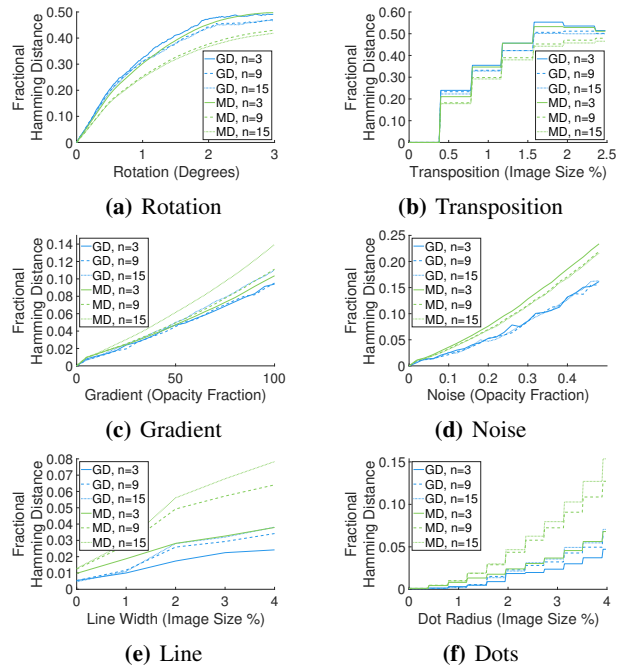 Fractional
Hamming Distance
0.50
0.40
0.30
0.20
0.10
0.00
GD, n=3
GD, n=9
GD, n=15
MD, n=3
MD, n=9
MD, n=15
0 1 2 3
Rotation (Degrees)
(a) Rotation
Fractional
Hamming Distance
0.60
0.50
0.40
0.30
0.20
0.10
0.00
GD, n=3
GD, n=9
GD, n=15
MD, n=3
MD, n=9
MD, n=15
0 0.5 1 1.5 2 2.5
Transposition (Image Size %)
(b) Transposition
Fractional
Hamming Distance
0.14
0.12
0.10
0.08
0.06
0.04
0.02
0.00
GD, n=3
GD, n=9
GD, n=15
MD, n=3
MD, n=9
MD, n=15
0 50 100
Gradient (Opacity Fraction)
(c) Gradient
Fractional
Hamming Distance
0.25
0.20
0.15
0.10
0.05
0.00
GD, n=3
GD, n=9
GD, n=15
MD, n=3
MD, n=9
MD, n=15
0 0.1 0.2 0.3 0.4
Noise (Opacity Fraction)
(d) Noise
Fractional
Hamming Distance
0.08
0.07
0.06
0.05
0.04
0.03
0.02
0.01
0
GD, n=3
GD, n=9
GD, n=15
MD, n=3
MD, n=9
MD, n=15
0 1 2 3 4
Line Width (Image Size %)
(e) Line
Fractional
Hamming Distance
0.15
0.10
0.05
0.00
GD, n=3
GD, n=9
GD, n=15
MD, n=3
MD, n=9
MD, n=15
0 1 2 3 4
Dot Radius (Image Size %)
(f) Dots